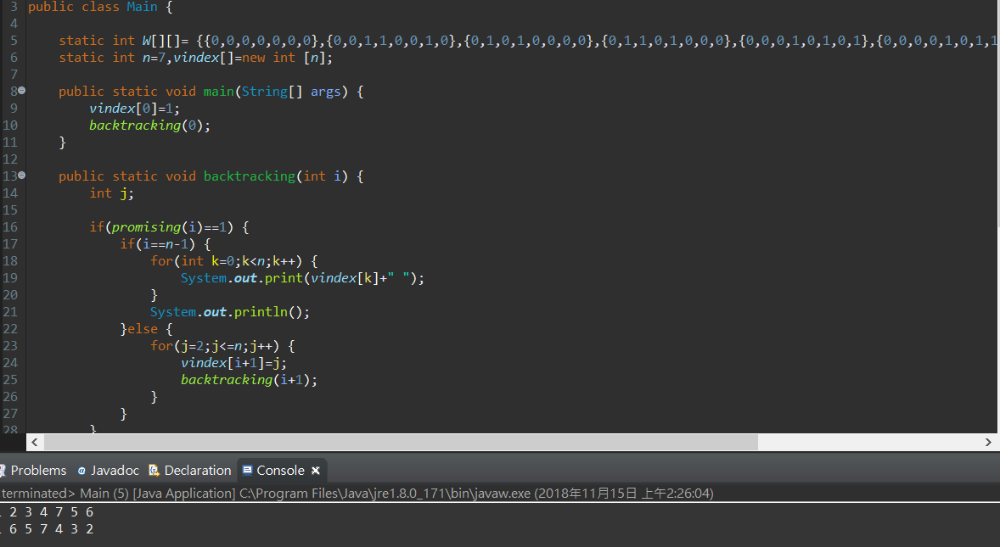 3 public class Main {
4
5 static int W[][]= {{0,0,0,0,0,0,0},{0,0,1,1,0,0,1,0},{0,1,0,1,0,0,0,0},{0,1,1,0,1,0,0,0},{0,0,0,1,0,1,0,1},{0,0,0,0,1,0,1,1
6 static int n=7,vindex[]=new int [n];
7
8 public static void main(String[] args) {
9 vindex[0]=1;
10 backtracking(0);
11 }
12
13 public static void backtracking(int i) {
14 int j;
15
16 if(promising(i)==1) {
17 if(i==n-1) {
18 for(int k=0;k<n;k++) {
19 System.out.print(vindex[k]+" ");
20 }
21 System.out.println();
22 }else {
23 for(j=2;j<=n;j++) {
24 vindex[i+1]=j;
25 backtracking(i+1);
26 }
27 }
28 }
Problems @ Javadoc Declaration Console
terminated> Main (5) [Java Application] C:\Program Files\Java\jre1.8.0_171\bin\javaw.exe (2018年11月15日 上午2:26:04)
2 3 4 7 5 6
6 5 7 4 3 2